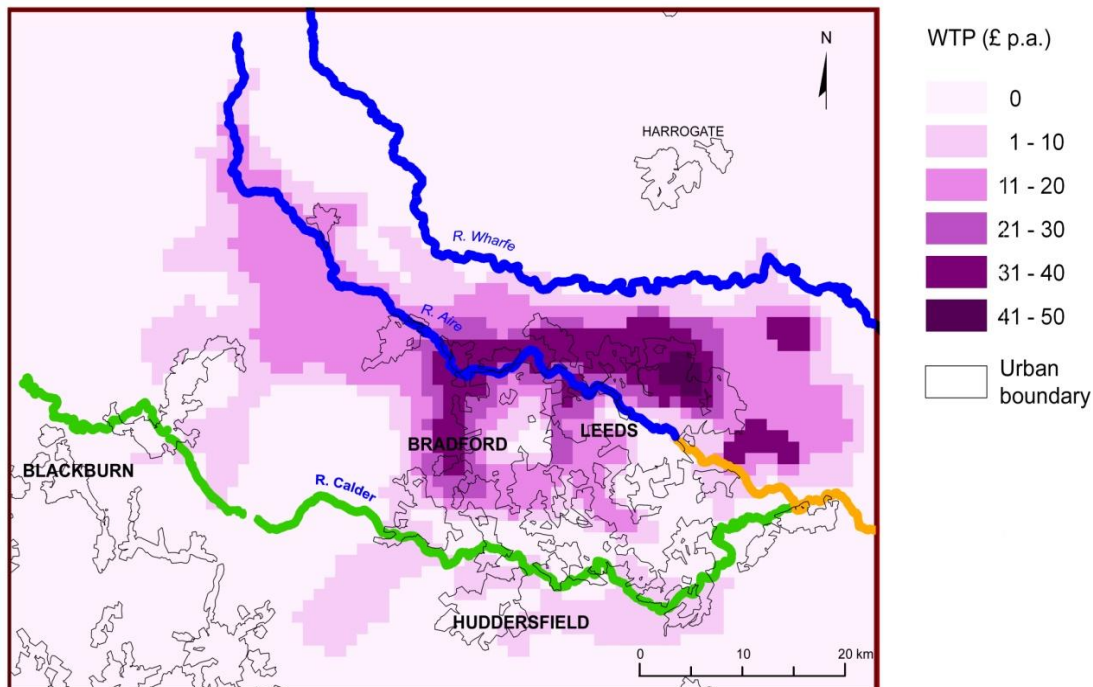 N
HARROGATE
R. Wharfe
R. Aire
BRADFORD
LEEDS
BLACKBURN
R. Calder
HUDDERSFIELD
0 10 20 km
WTP (£ p.a.)
0
1 - 10
11 - 20
21 - 30
31 - 40
41 - 50
Urban
boundary